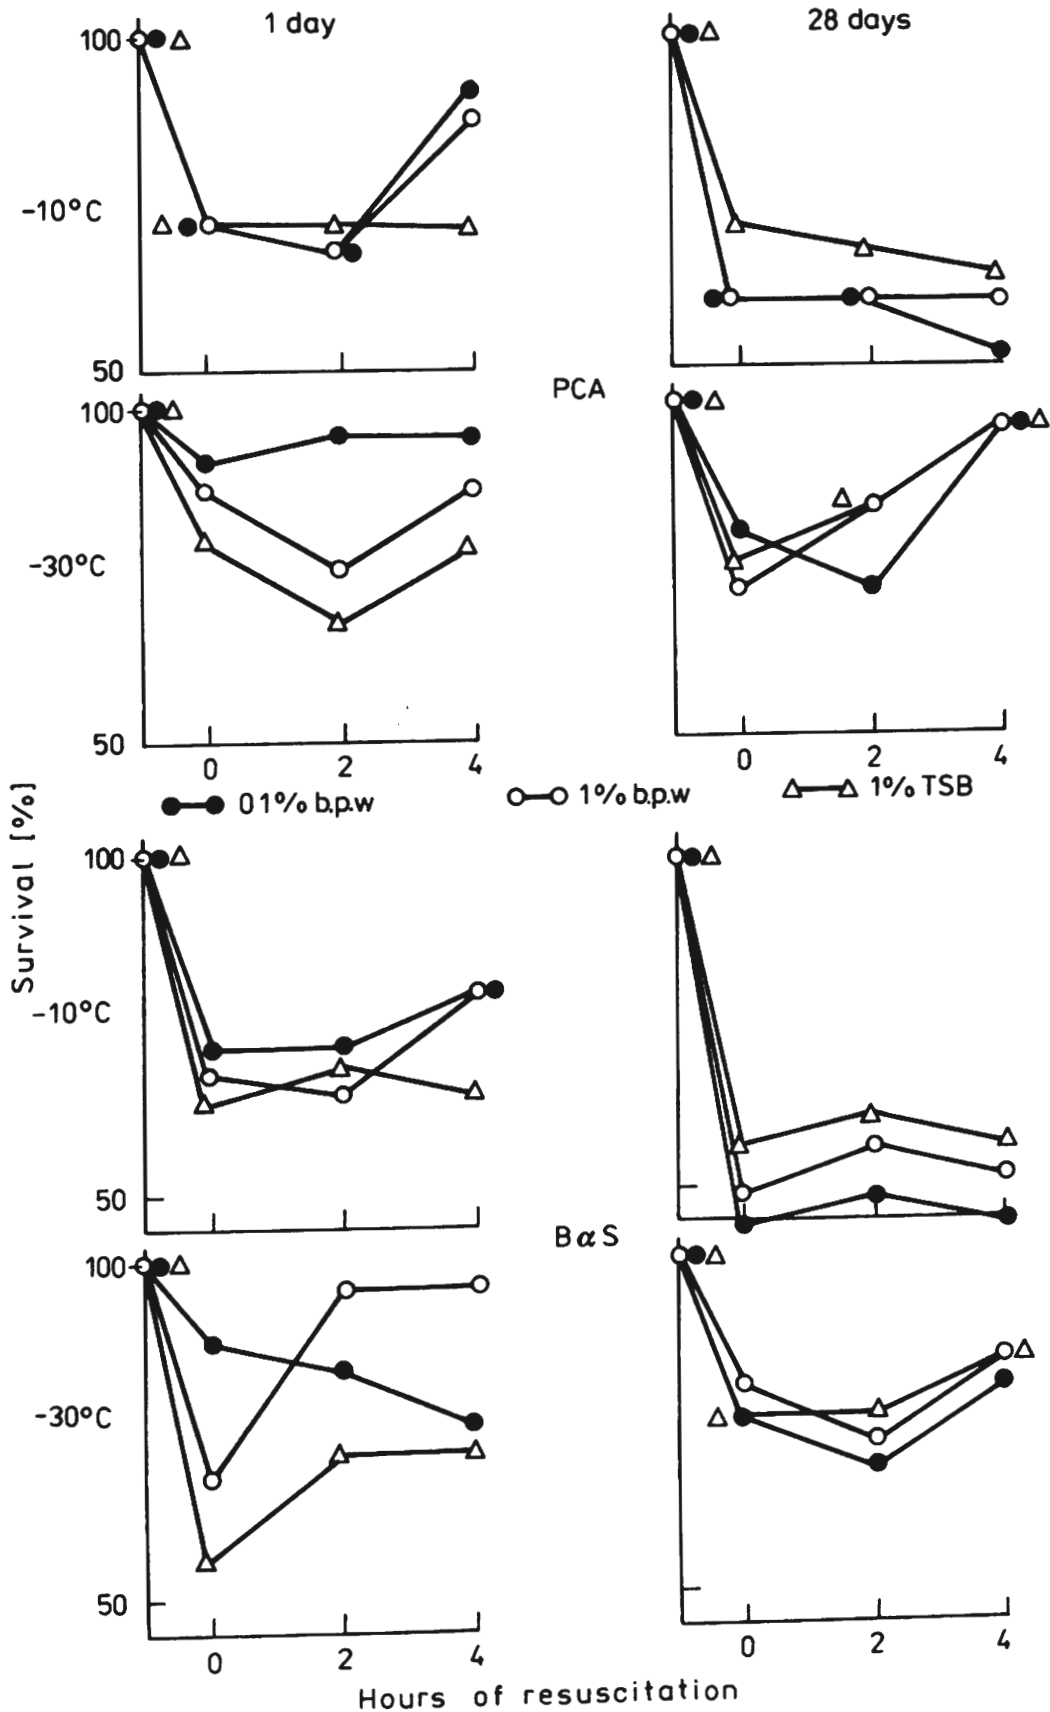 1 day
28 days
100
-10°C
50
PCA
100
-30°C
50
0 2 4
0 2 4
01% b.p.w
1% b.p.w
1% TSB
Survival [%]
100
-10°C
50
BαS
100
-30°C
50
0 2 4
0 2 4
Hours of resuscitation